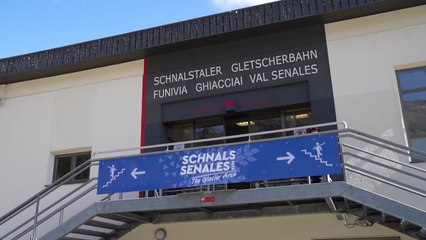 SCHNALSTALER GLETSCHERBAHN
FUNIVIA GHIACCIAI VAL SENALES
SCHNALS
SENALES
The Glacier Area